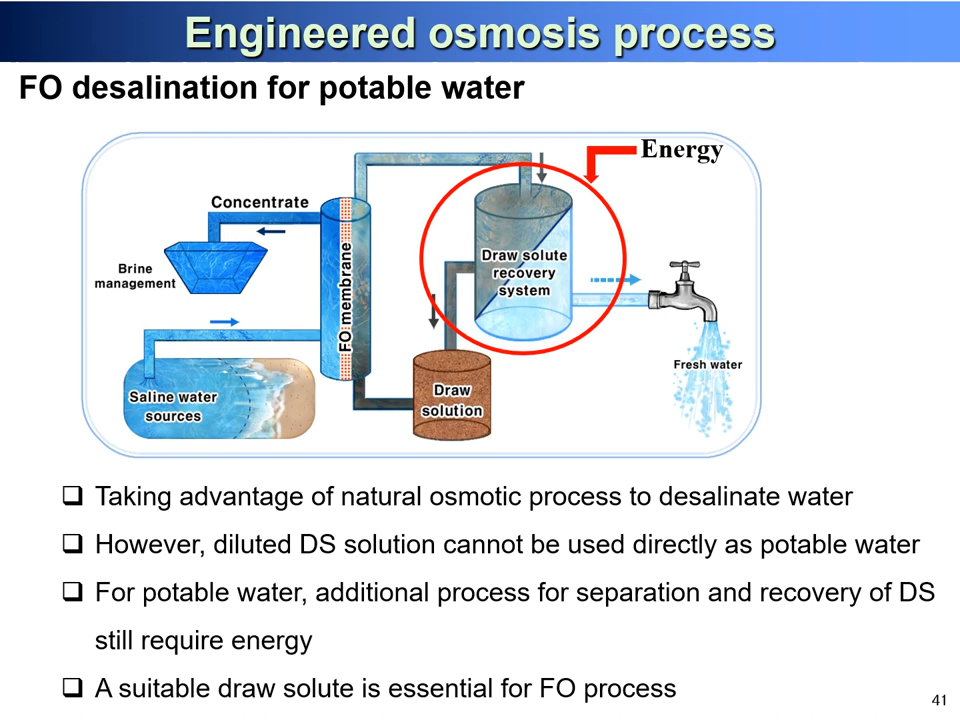 Engineered osmosis process
FO desalination for potable water
Energy
Concentrate
Brine
management
FO membrane
Draw solute
recovery
system
Saline water
sources
Draw
solution
Fresh water
❑ Taking advantage of natural osmotic process to desalinate water
❑ However, diluted DS solution cannot be used directly as potable water
❑ For potable water, additional process for separation and recovery of DS
still require energy
❑ A suitable draw solute is essential for FO process
41